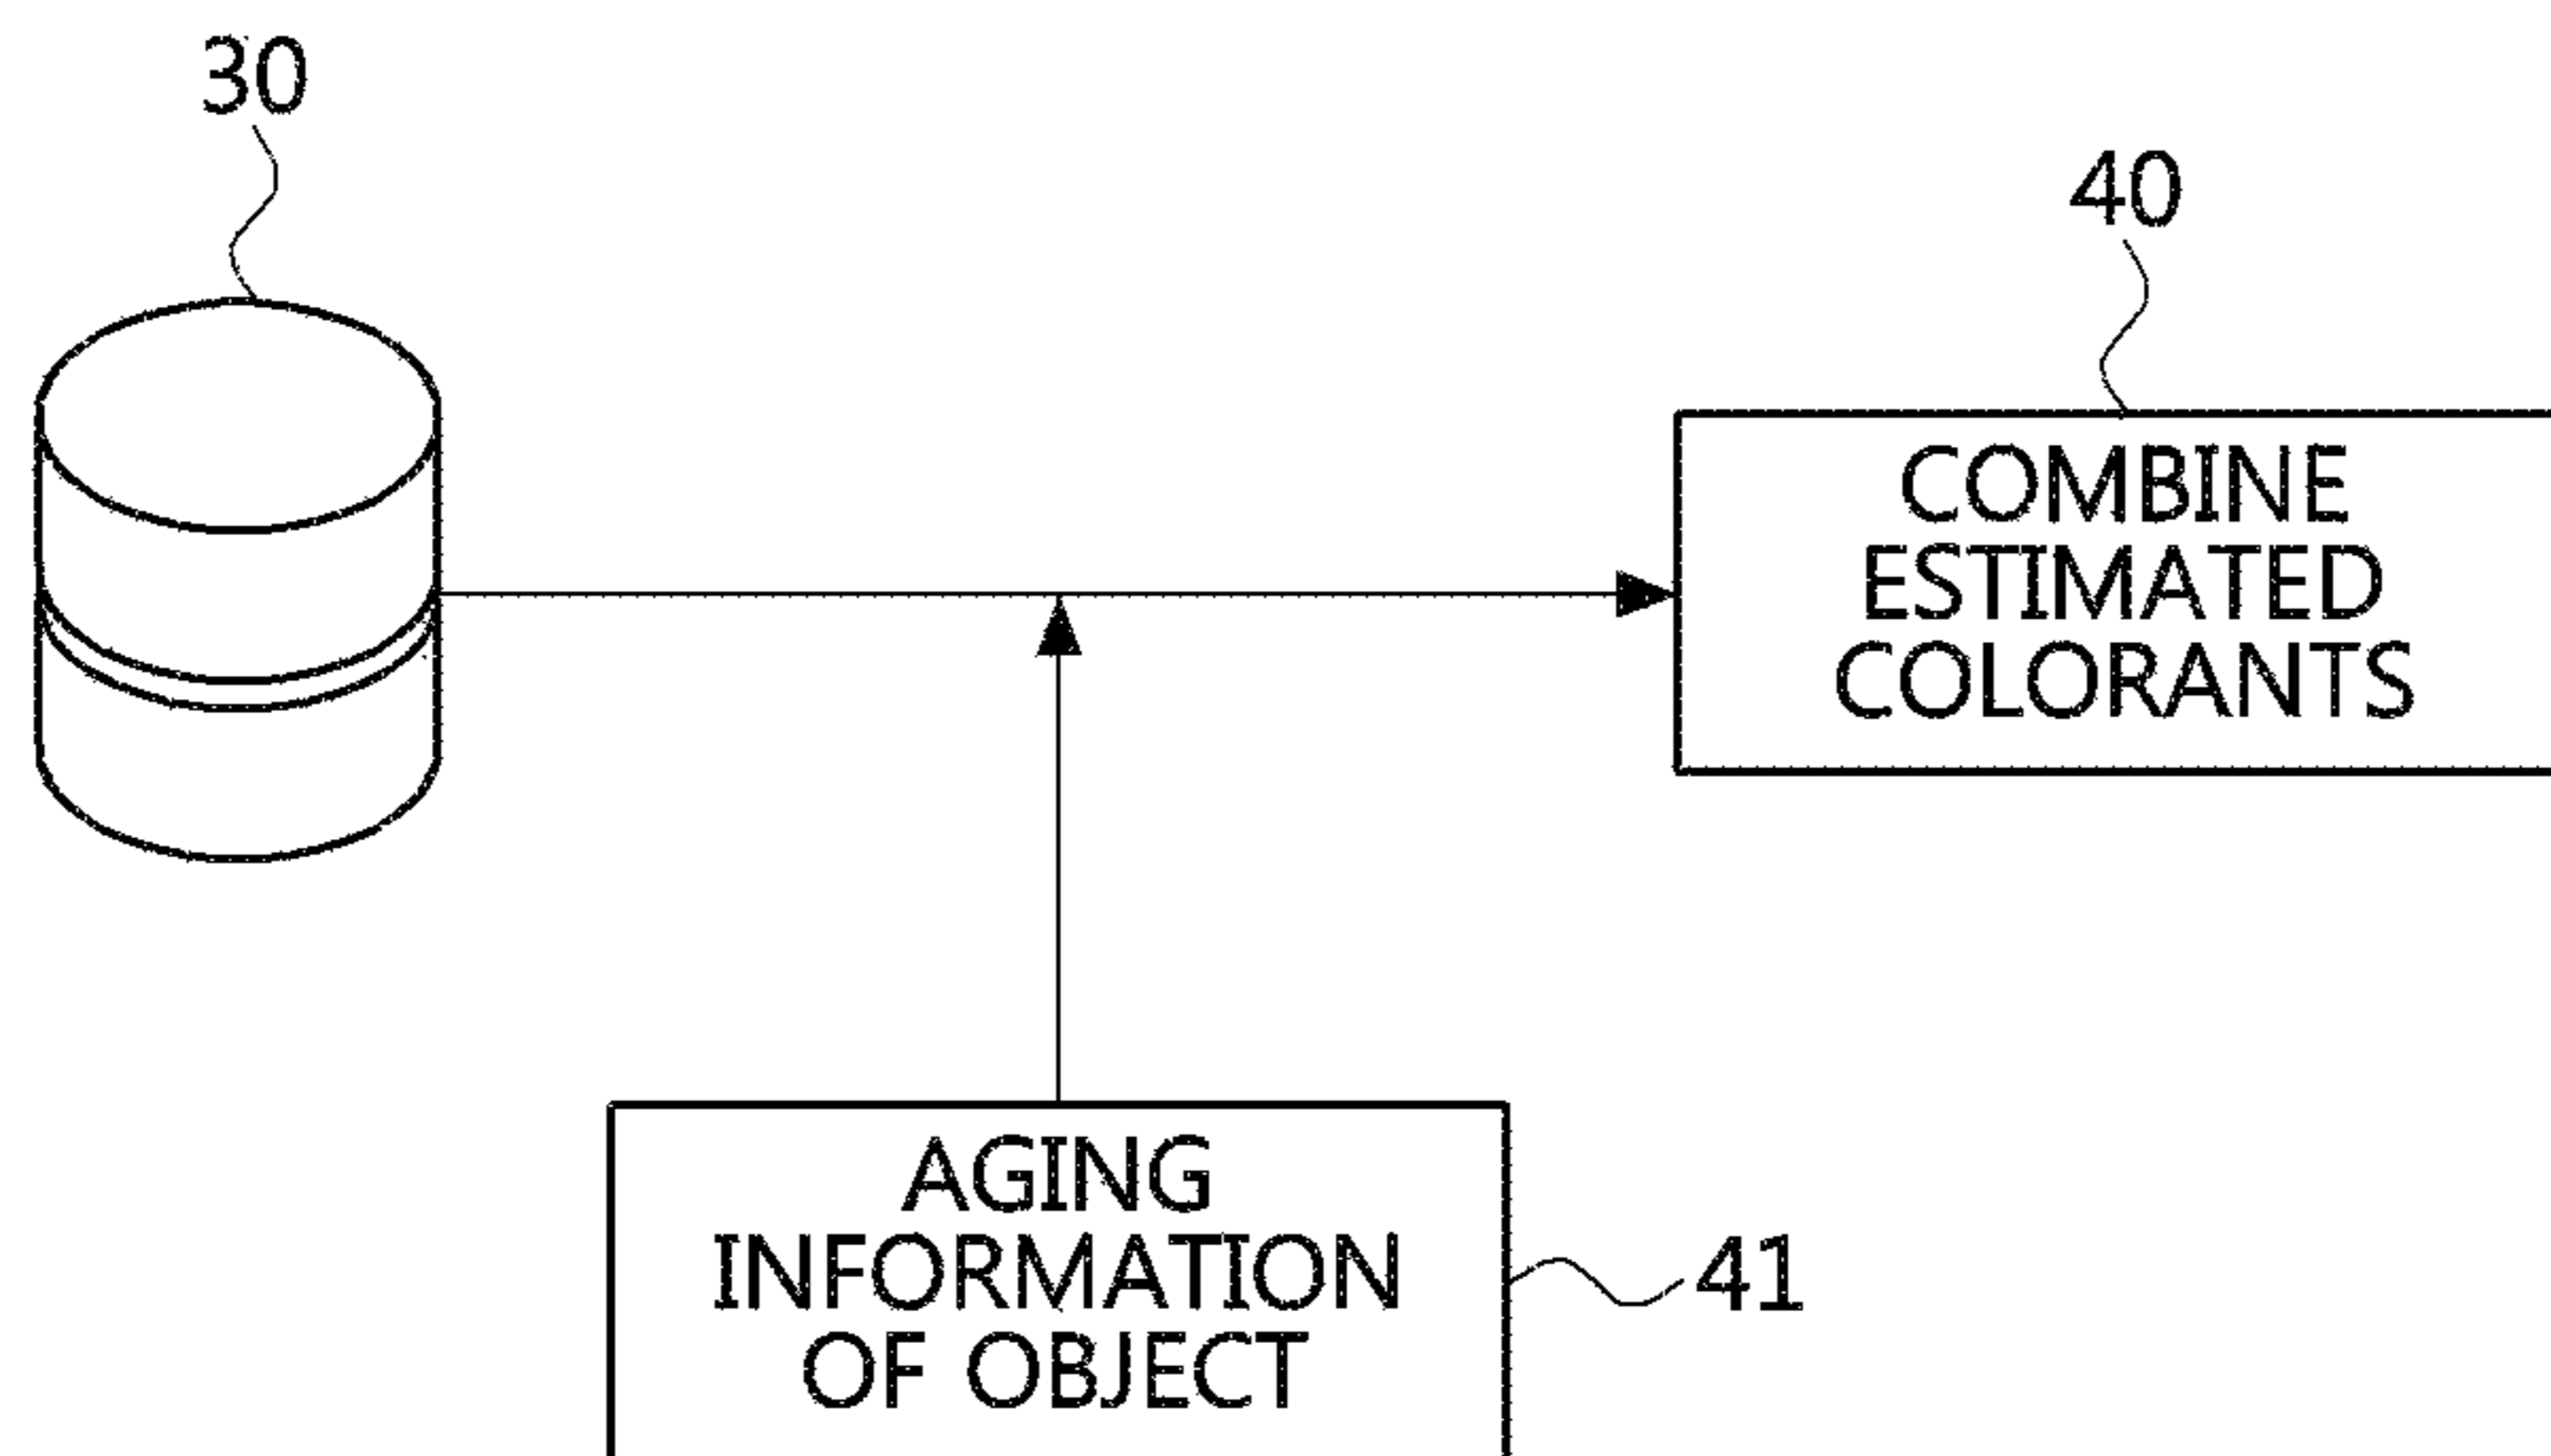 30
40
COMBINE
ESTIMATED
COLORANTS
AGING
INFORMATION
OF OBJECT
41